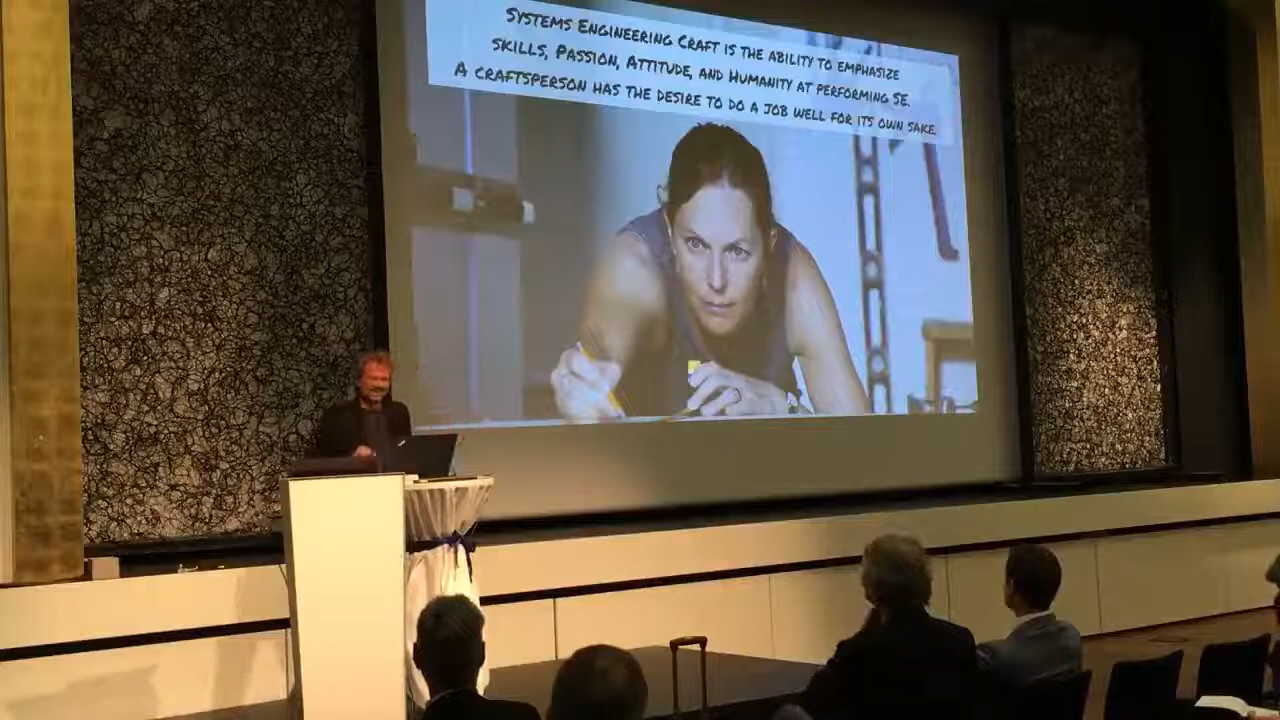 Systems Engineering Craft is the ability to emphasize
skills, Passion, Attitude, and Humanity at performing SE.
A craftsperson has the desire to do a job well for its own sake.